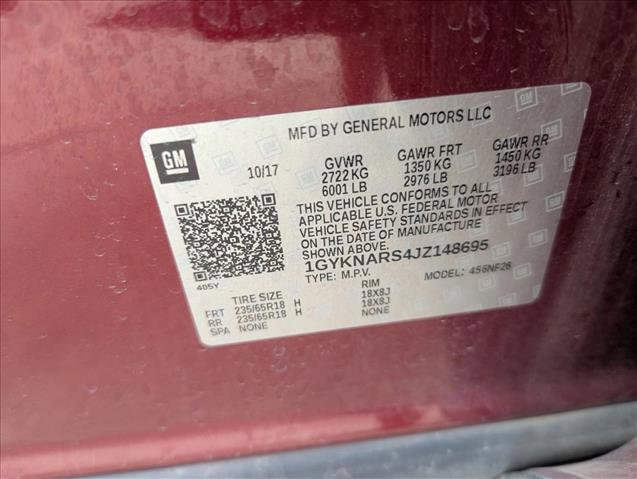 MFD BY GENERAL MOTORS LLC
GM
10/17
GVWR GAWR FRT GAWR RR
2722 KG 1350 KG 1450 KG
6001 LB 2976 LB 3196 LB
THIS VEHICLE CONFORMS TO ALL
APPLICABLE U.S. FEDERAL MOTOR
VEHICLE SAFETY STANDARDS IN EFFECT
ON THE DATE OF MANUFACTURE
SHOWN ABOVE.
1GYKNARS4JZ148695
405Y
TYPE: M.P.V. MODEL: 4S6NF26
TIRE SIZE RIM
FRT 235/65R18 H 18X8J
RR 235/65R18 H 18X8J
SPA NONE NONE